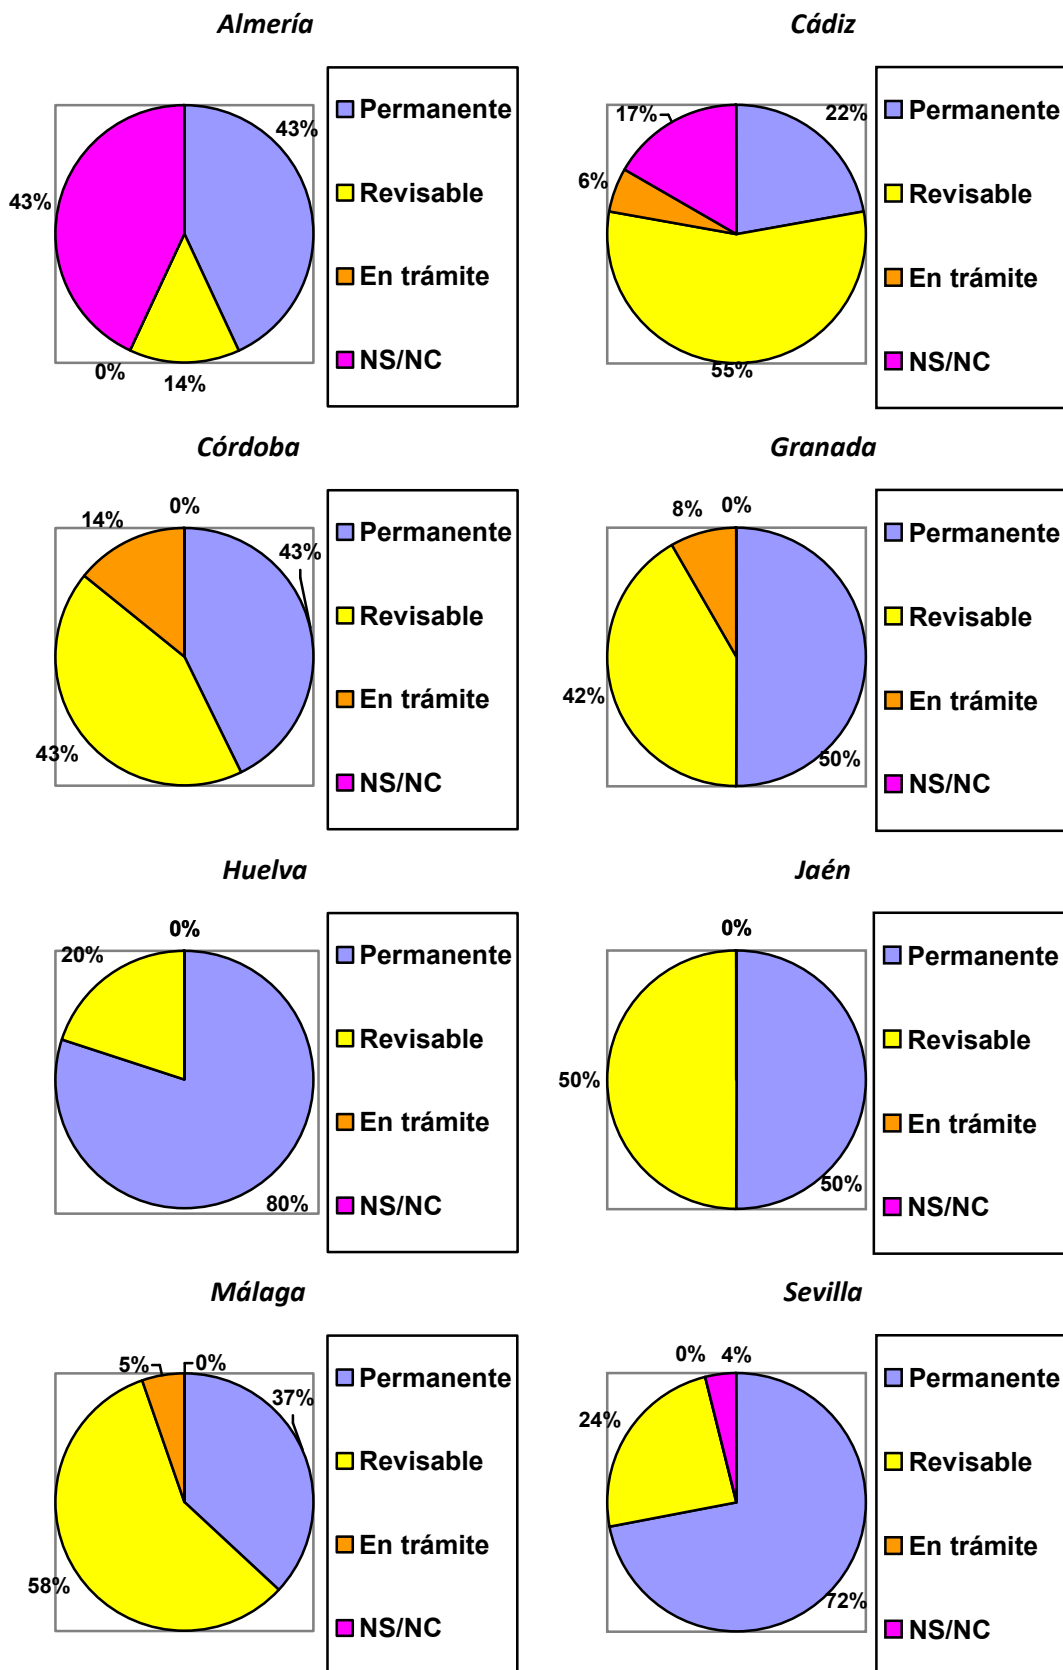 Almería
43%
43%
0%
14%
Permanente
Revisable
En trámite
NS/NC
Cádiz
17%
22%
6%
55%
Permanente
Revisable
En trámite
NS/NC
Córdoba
0%
14%
43%
43%
Permanente
Revisable
En trámite
NS/NC
Granada
8%
0%
42%
50%
Permanente
Revisable
En trámite
NS/NC
Huelva
0%
20%
80%
Permanente
Revisable
En trámite
NS/NC
Jaén
0%
50%
50%
Permanente
Revisable
En trámite
NS/NC
Málaga
5%
0%
37%
58%
Permanente
Revisable
En trámite
NS/NC
Sevilla
0%
4%
24%
72%
Permanente
Revisable
En trámite
NS/NC